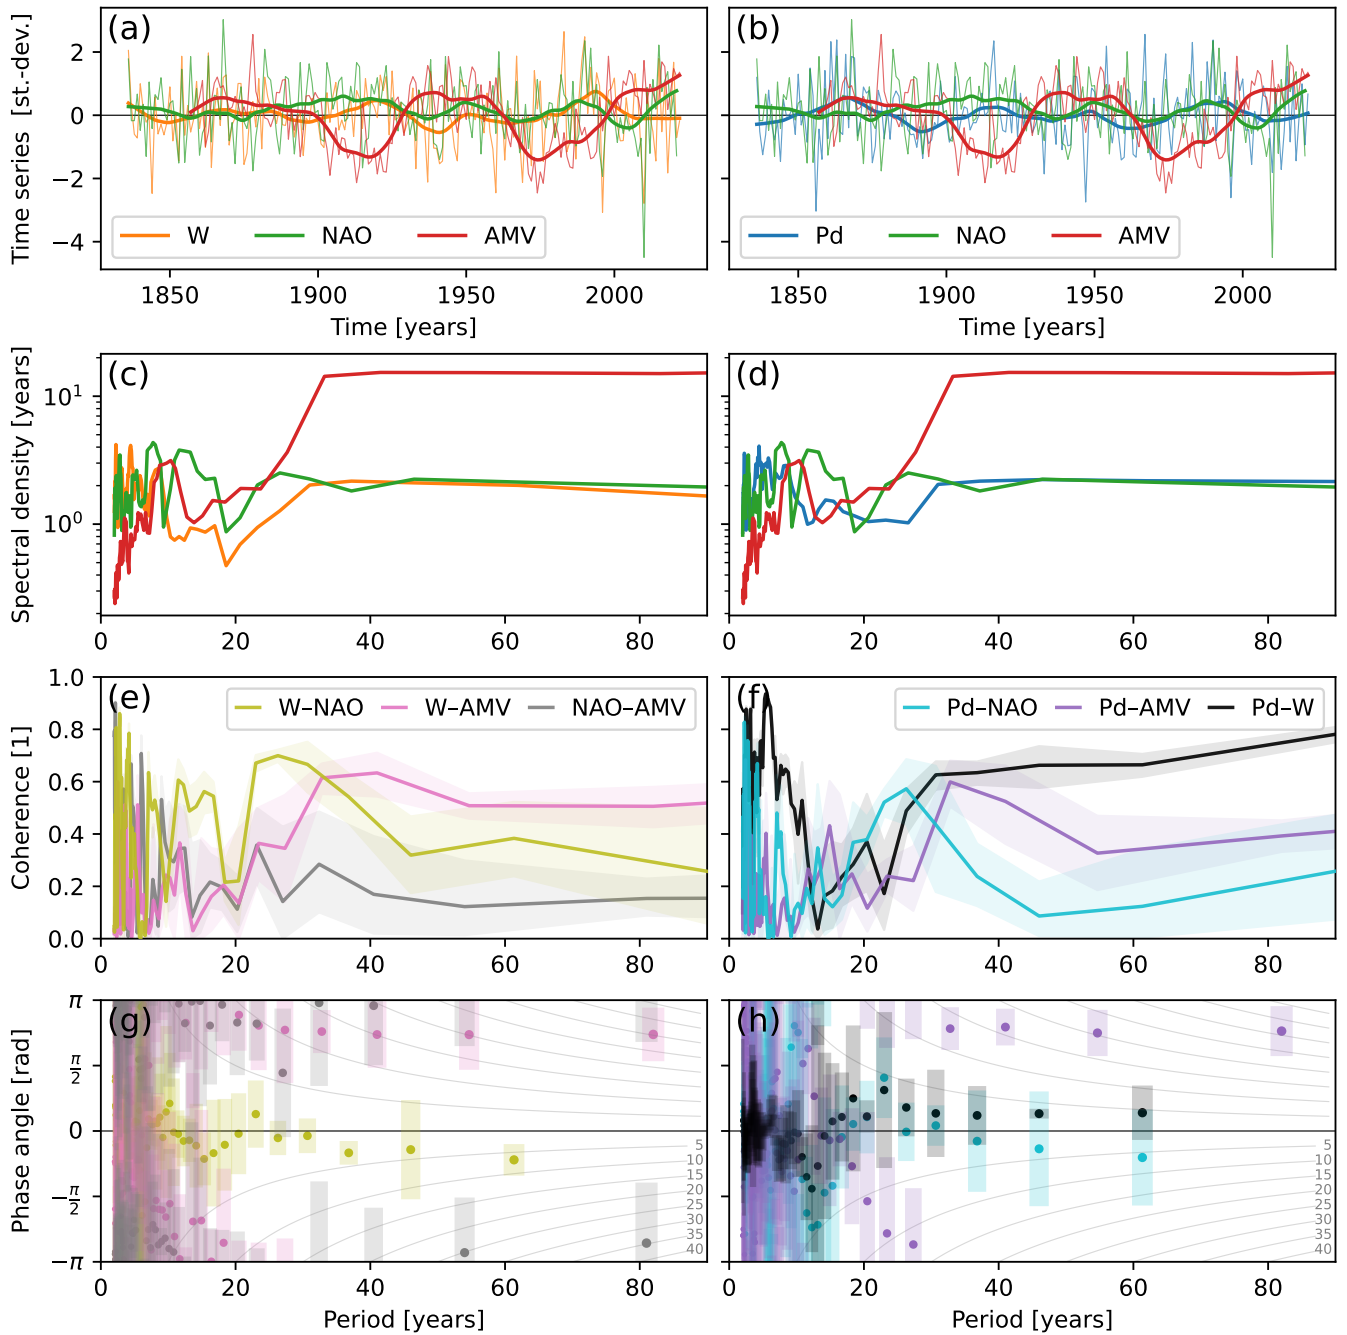 (a)
(b)
Time series [st.-dev.]
2
0
−2
−4
W
NAO
AMV
Pd
NAO
AMV
1850
1900
1950
2000
1850
1900
1950
2000
Time [years]
Time [years]
(c)
(d)
Spectral density [years]
10¹
10⁰
0
20
40
60
80
0
20
40
60
80
(e)
(f)
Coherence [1]
1.0
0.8
0.6
0.4
0.2
0.0
W–NAO
W–AMV
NAO–AMV
Pd–NAO
Pd–AMV
Pd–W
0
20
40
60
80
0
20
40
60
80
(g)
(h)
Phase angle [rad]
π
π/2
0
−π/2
−π
5
10
15
20
25
30
35
40
5
10
15
20
25
30
35
40
0
20
40
60
80
0
20
40
60
80
Period [years]
Period [years]